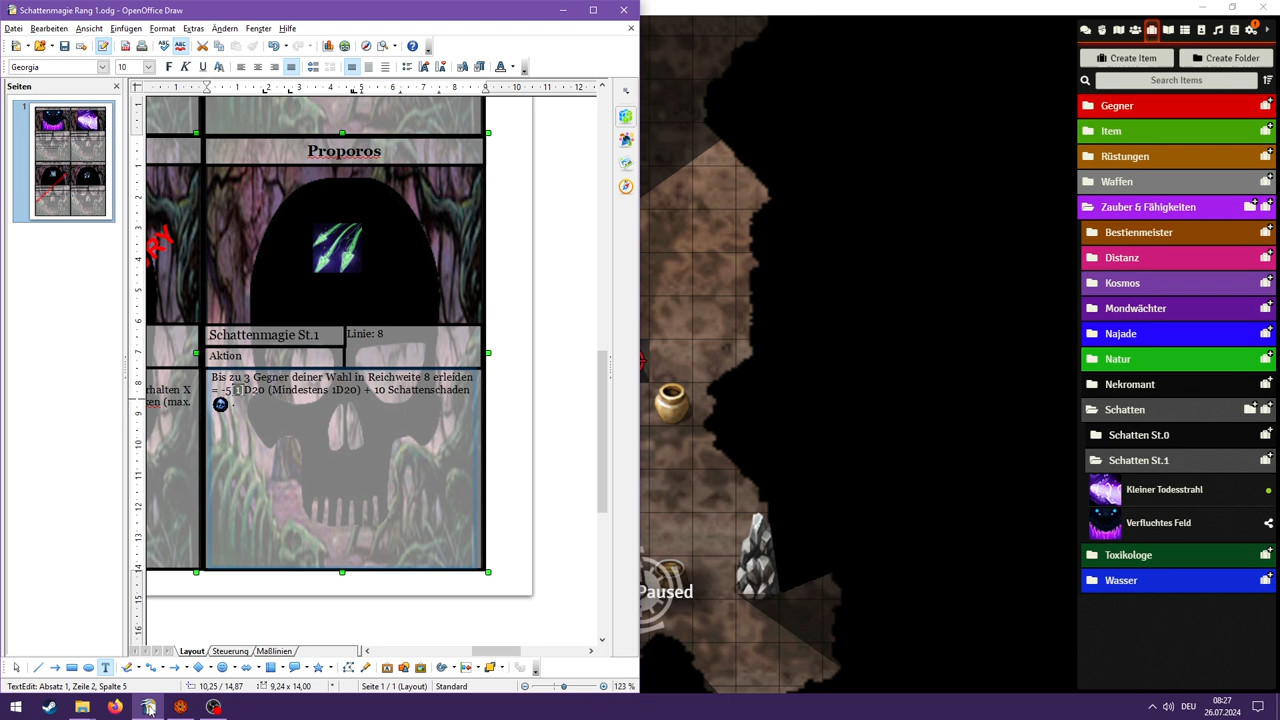 Schattenmagie Rang 1.odg - OpenOffice Draw
Datei Bearbeiten Ansicht Einfügen Format Extras Ändern Fenster Hilfe
Georgia 10
Seiten
1
Proporos
Schattenmagie St.1 Linie: 8
Aktion
rhalten X
ken (max.
Bis zu 3 Gegner deiner Wahl in Reichweite 8 erleiden
– -5 1D20 (Mindestens 1D20) + 10 Schattenschaden
.
Layout Steuerung Maßlinien
TextEdit: Absatz 1, Zeile 2, Spalte 5 10,25 / 14,87 9,24 x 14,00 * Seite 1 / 1 (Layout) Standard 123 %
Paused
Create Item Create Folder
Search Items
Gegner
Item
Rüstungen
Waffen
Zauber & Fähigkeiten
Bestienmeister
Distanz
Kosmos
Mondwächter
Najade
Natur
Nekromant
Schatten
Schatten St.0
Schatten St.1
Kleiner Todesstrahl
Verfluchtes Feld
Toxikologe
Wasser
DEU
08:27
26.07.2024